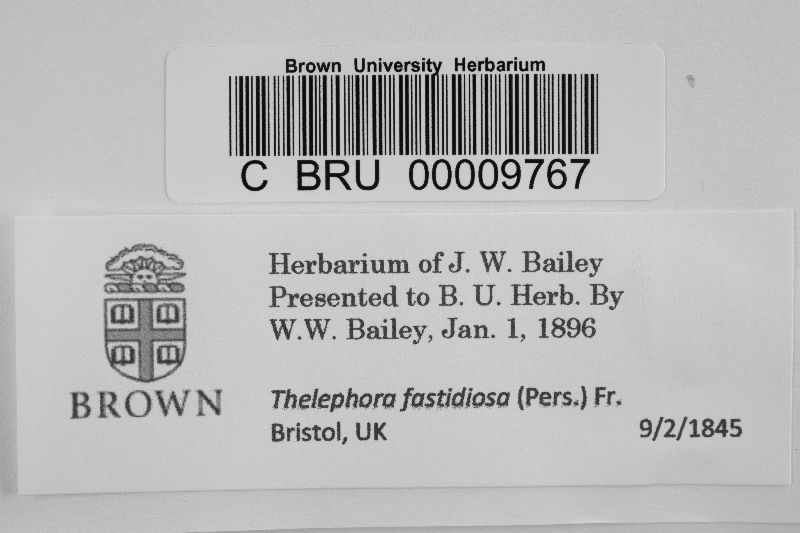 Brown University Herbarium
C BRU 00009767
Herbarium of J. W. Bailey
Presented to B. U. Herb. By
W.W. Bailey, Jan. 1, 1896
BROWN
Thelephora fastidiosa (Pers.) Fr.
Bristol, UK 9/2/1845